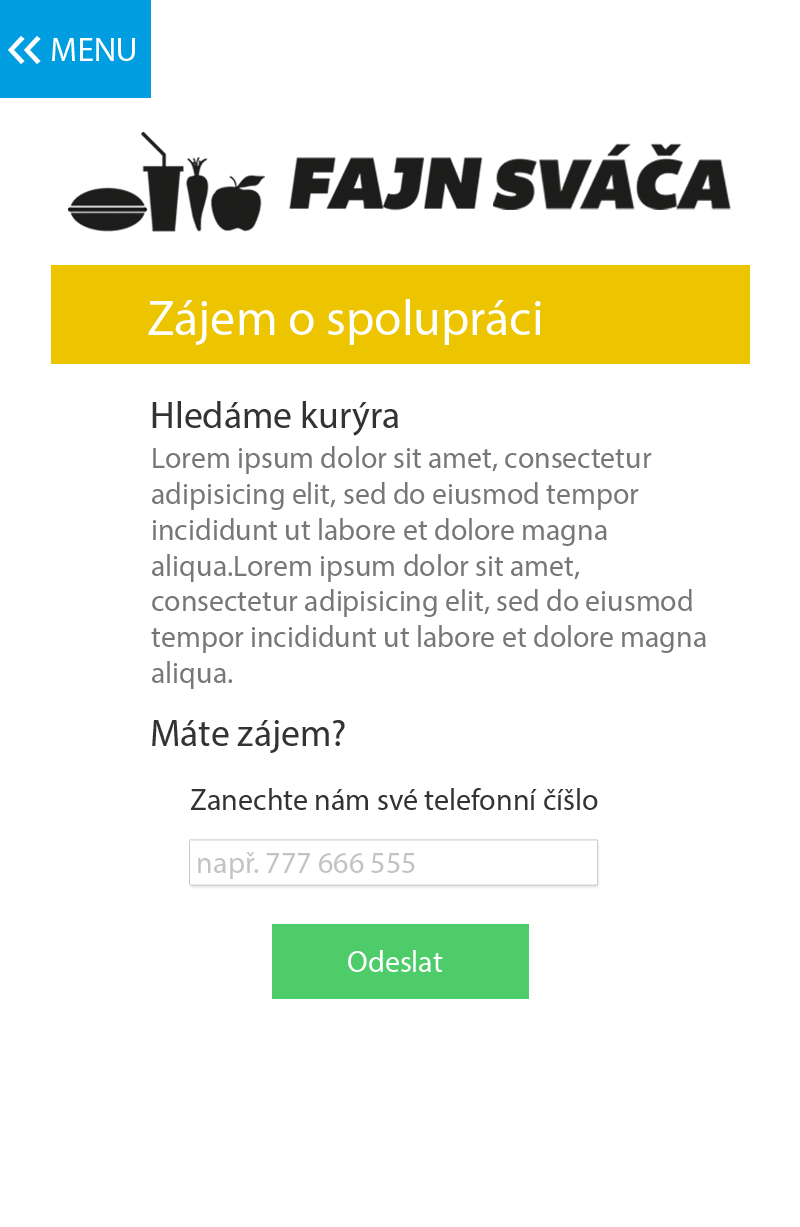 MENU
FAJN SVÁČA
Zájem o spolupráci
Hledáme kurýra
Lorem ipsum dolor sit amet, consectetur
adipisicing elit, sed do eiusmod tempor
incididunt ut labore et dolore magna
aliqua.Lorem ipsum dolor sit amet,
consectetur adipisicing elit, sed do eiusmod
tempor incididunt ut labore et dolore magna
aliqua.
Máte zájem?
Zanechte nám své telefonní číšlo
např. 777 666 555
Odeslat